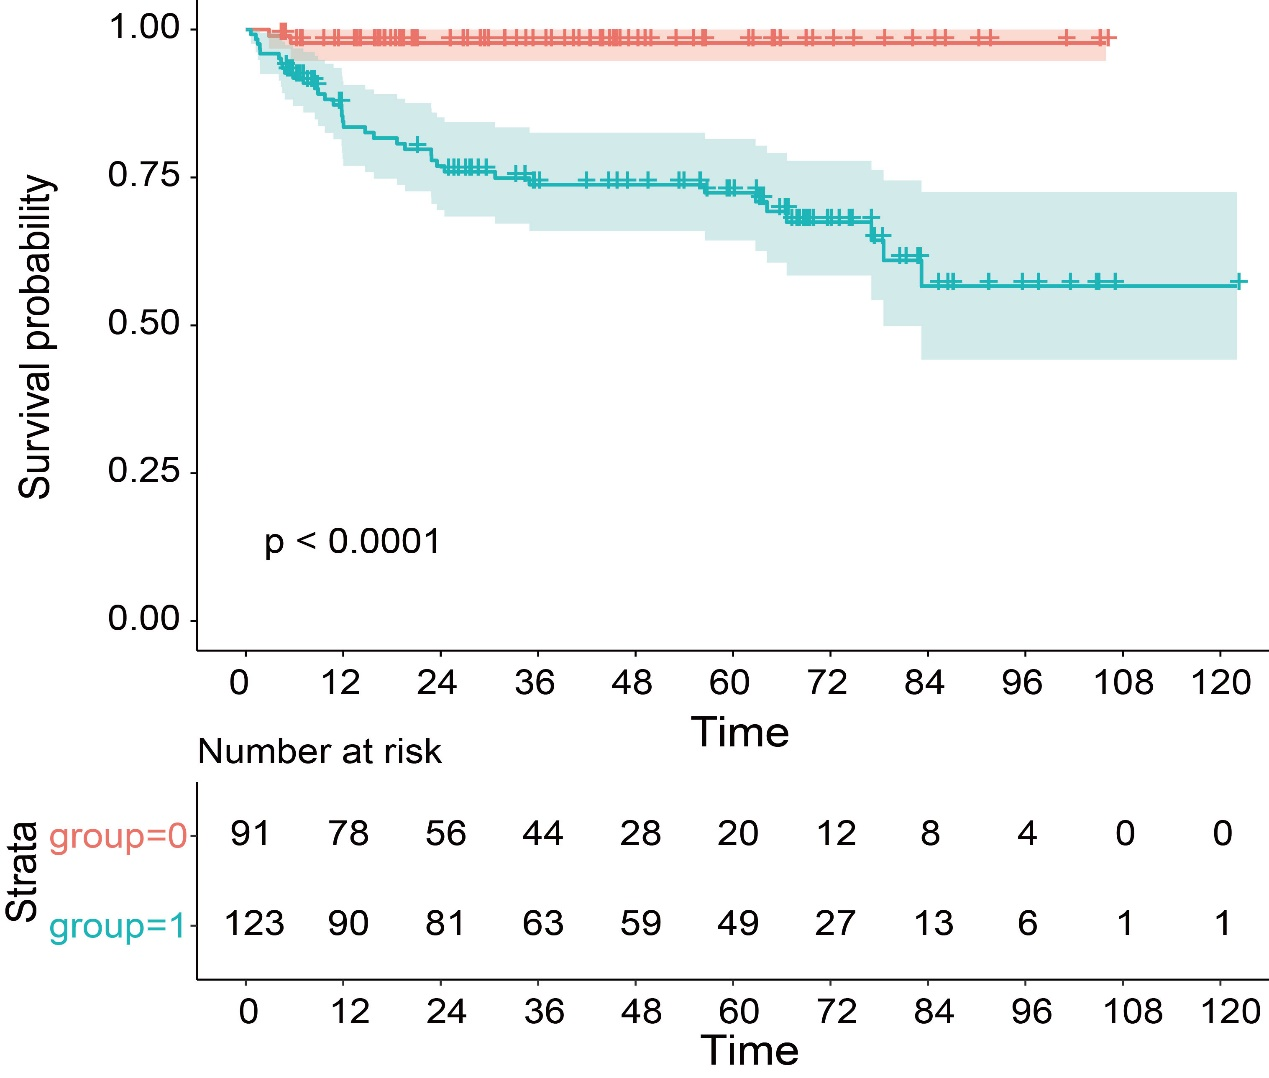 1.00
0.75
0.50
0.25
0.00
Survival probability
p < 0.0001
0 12 24 36 48 60 72 84 96 108 120
Time
Number at risk
Strata
group=0 91 78 56 44 28 20 12 8 4 0 0
group=1 123 90 81 63 59 49 27 13 6 1 1
0 12 24 36 48 60 72 84 96 108 120
Time